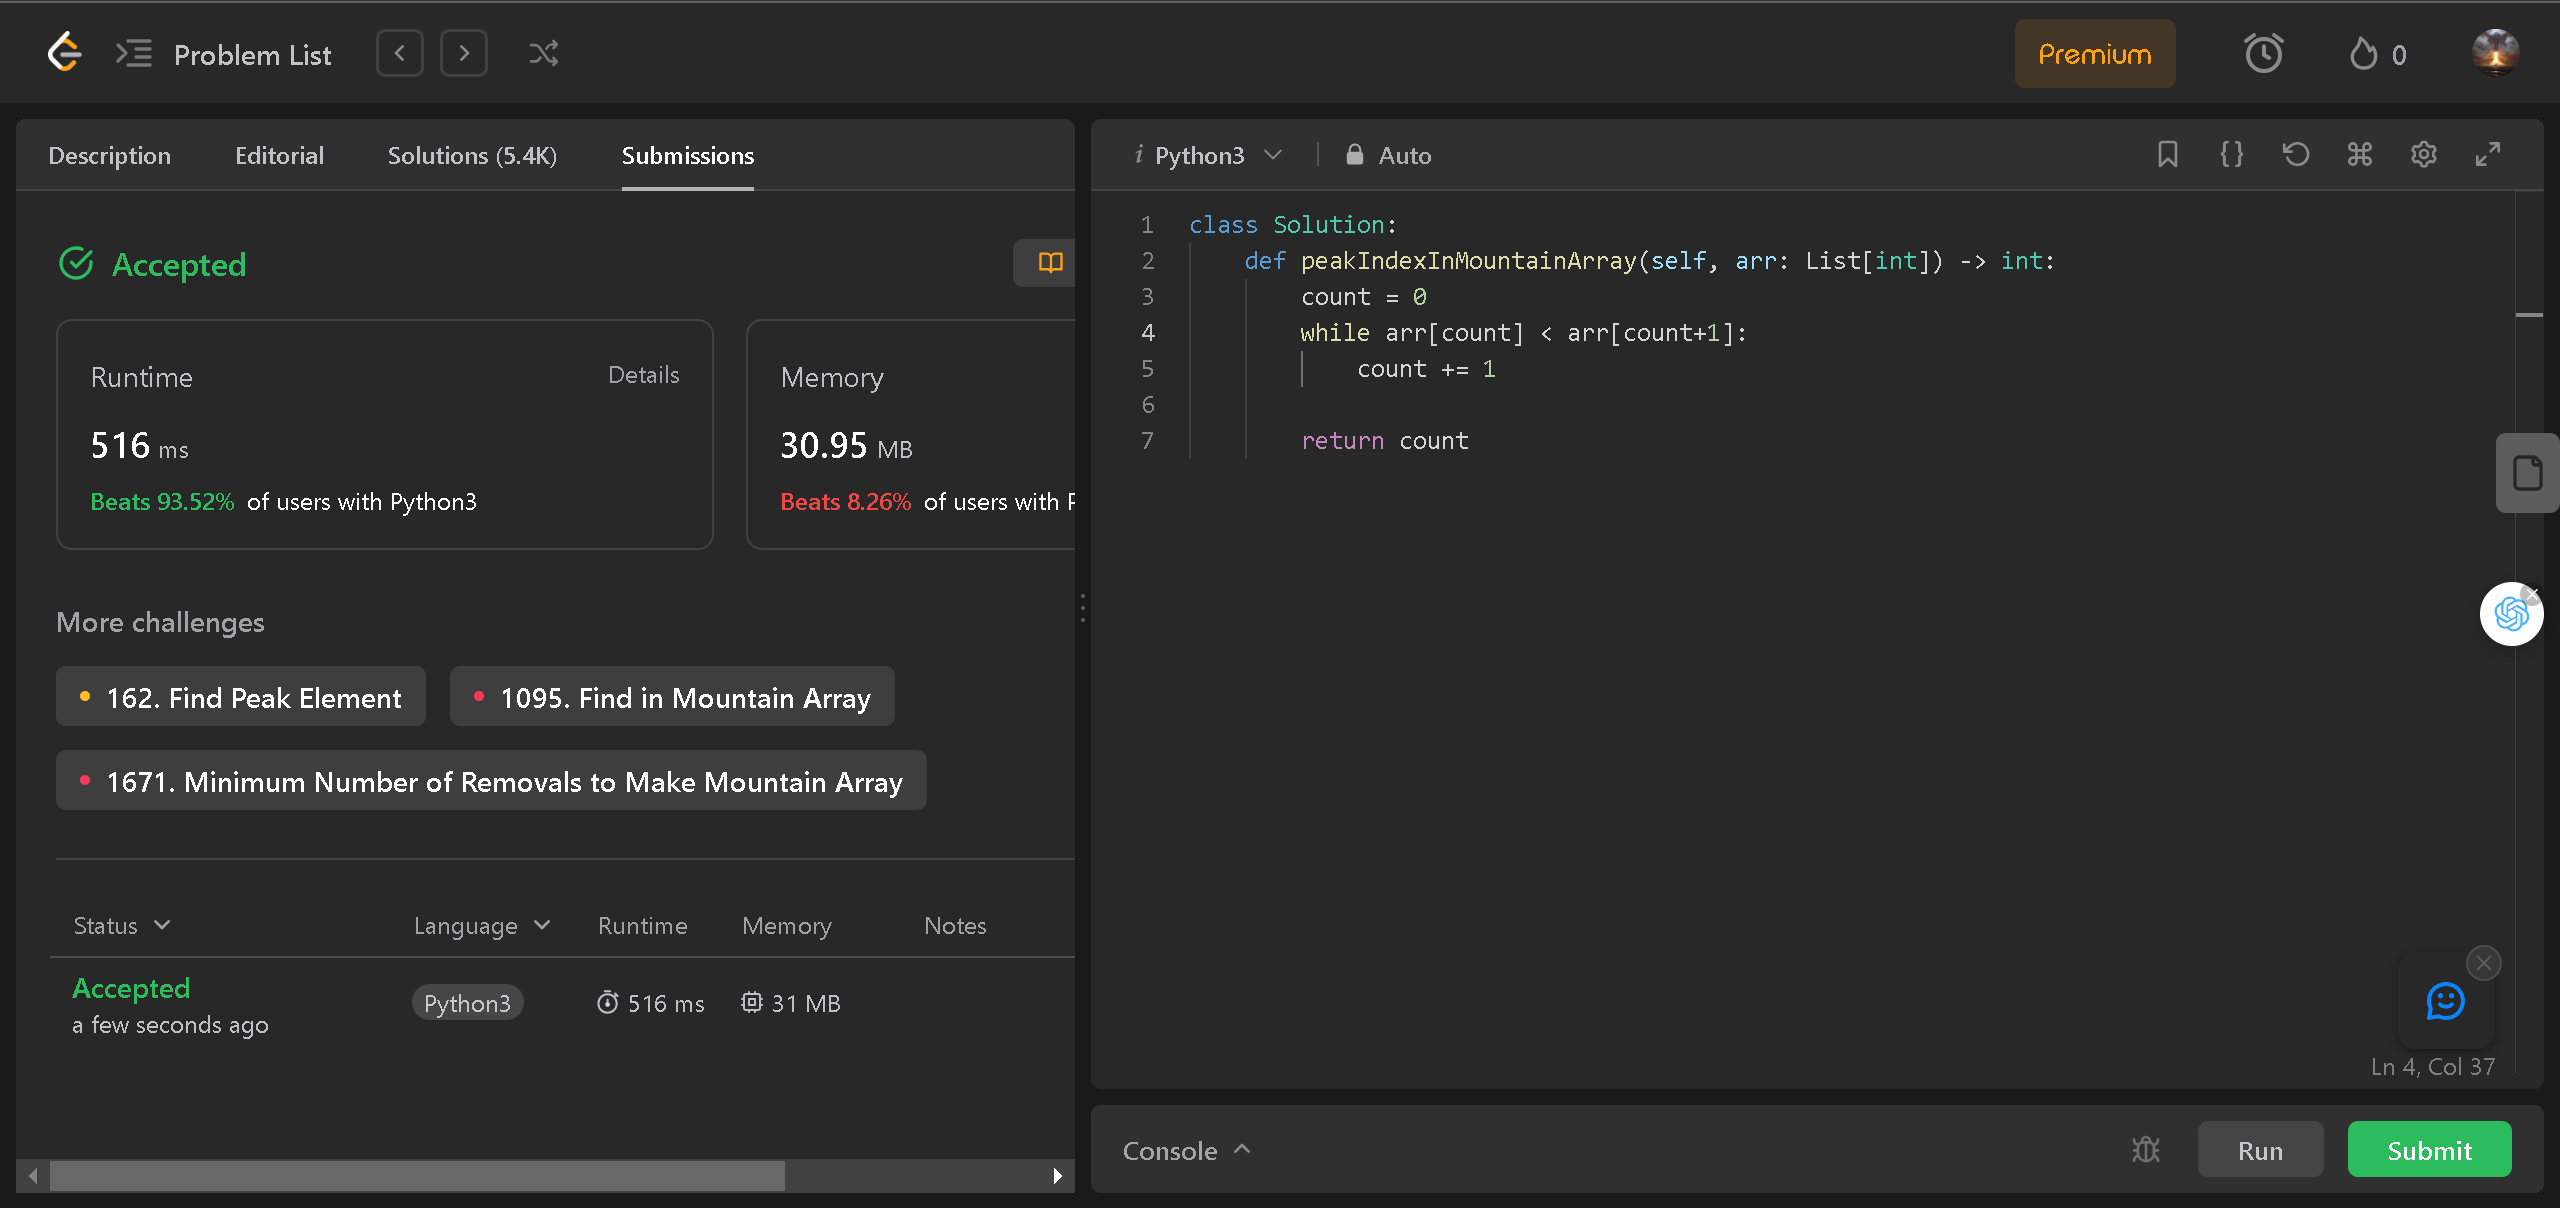 Problem List
Premium
0
Description Editorial Solutions (5.4K) Submissions
Accepted
Runtime Details
516 ms
Beats 93.52% of users with Python3
Memory
30.95 MB
Beats 8.26% of users with
More challenges
162. Find Peak Element
1095. Find in Mountain Array
1671. Minimum Number of Removals to Make Mountain Array
Status Language Runtime Memory Notes
Accepted
a few seconds ago
Python3 516 ms 31 MB
i Python3 Auto
1 class Solution:
2 def peakIndexInMountainArray(self, arr: List[int]) -> int:
3 count = 0
4 while arr[count] < arr[count+1]:
5 count += 1
6
7 return count
Ln 4, Col 37
Console Run Submit